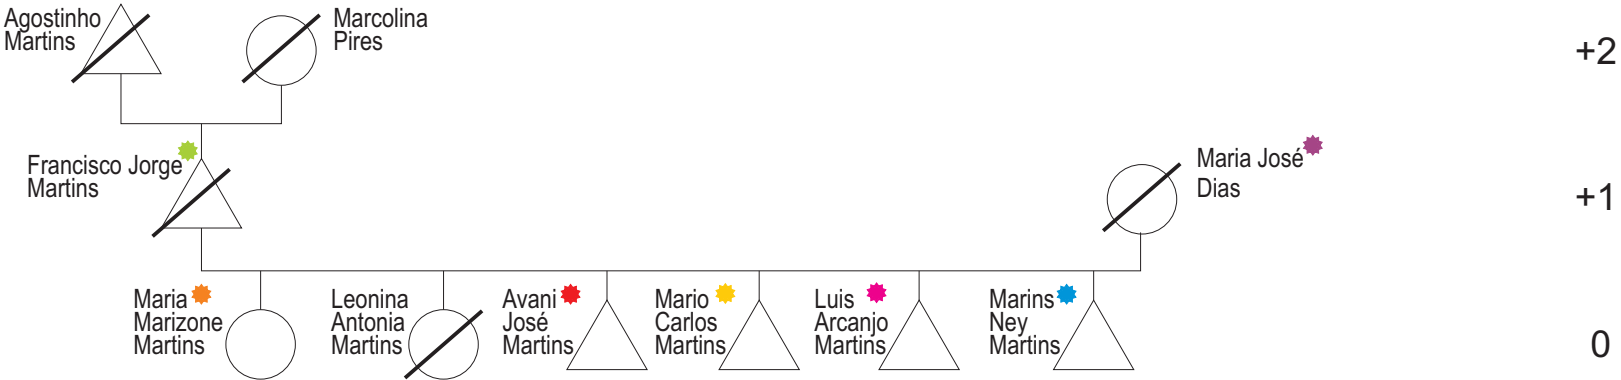 Agostinho
Martins
Marcolina
Pires
+2
Francisco Jorge
Martins
Maria José
Dias
+1
Maria
Marizone
Martins
Leonina
Antonia
Martins
Avani
José
Martins
Mario
Carlos
Martins
Luis
Arcanjo
Martins
Marins
Ney
Martins
0